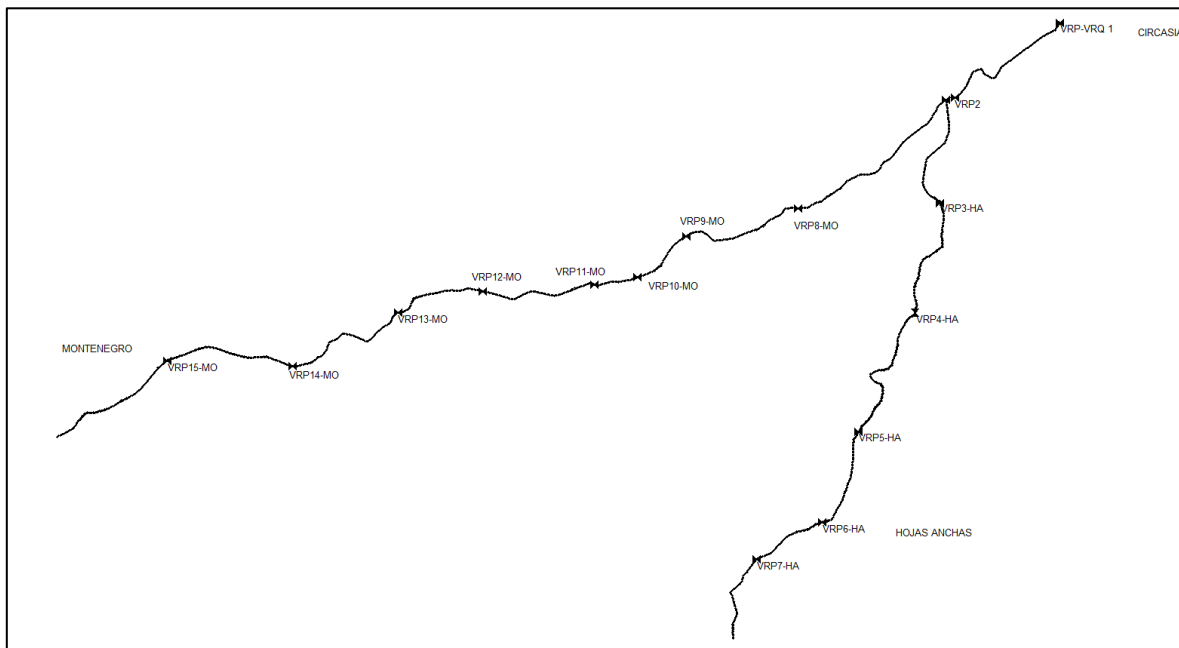 VRP-VRQ 1
CIRCASIA
VRP2
VRP3-HA
VRP8-MO
VRP9-MO
VRP11-MO
VRP12-MO
VRP10-MO
VRP13-MO
VRP4-HA
MONTENEGRO
VRP15-MO
VRP14-MO
VRP5-HA
VRP6-HA
HOJAS ANCHAS
VRP7-HA